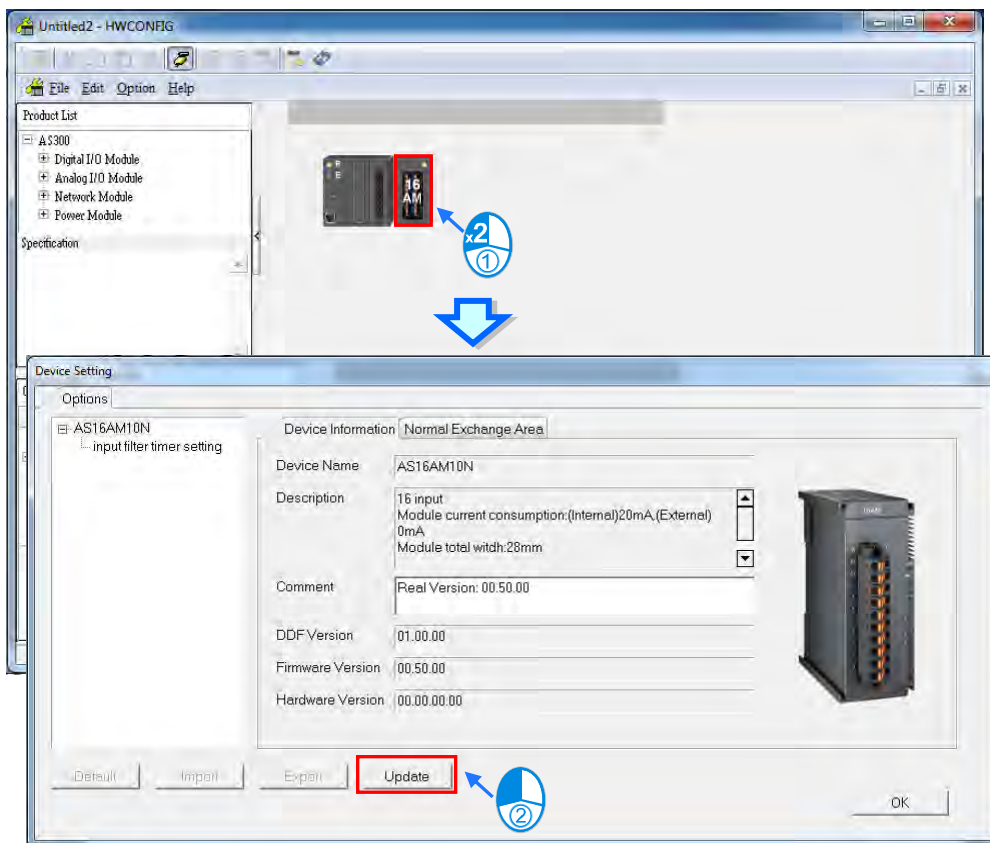 Untitled2 - HWCONFIG
File Edit Option Help
Product List
AS300
Digital I/O Module
Analog I/O Module
Network Module
Power Module
Specification
16
AM
x2
1
Device Setting
Options
AS16AM10N
input filter timer setting
Device Information Normal Exchange Area
Device Name AS16AM10N
Description 16 input
Module current consumption:(Internal)20mA,(External)
0mA
Module total witdh:28mm
Comment Real Version: 00.50.00
DDF Version 01.00.00
Firmware Version 00.50.00
Hardware Version 00.00.00.00
Default Import Export Update
2
OK